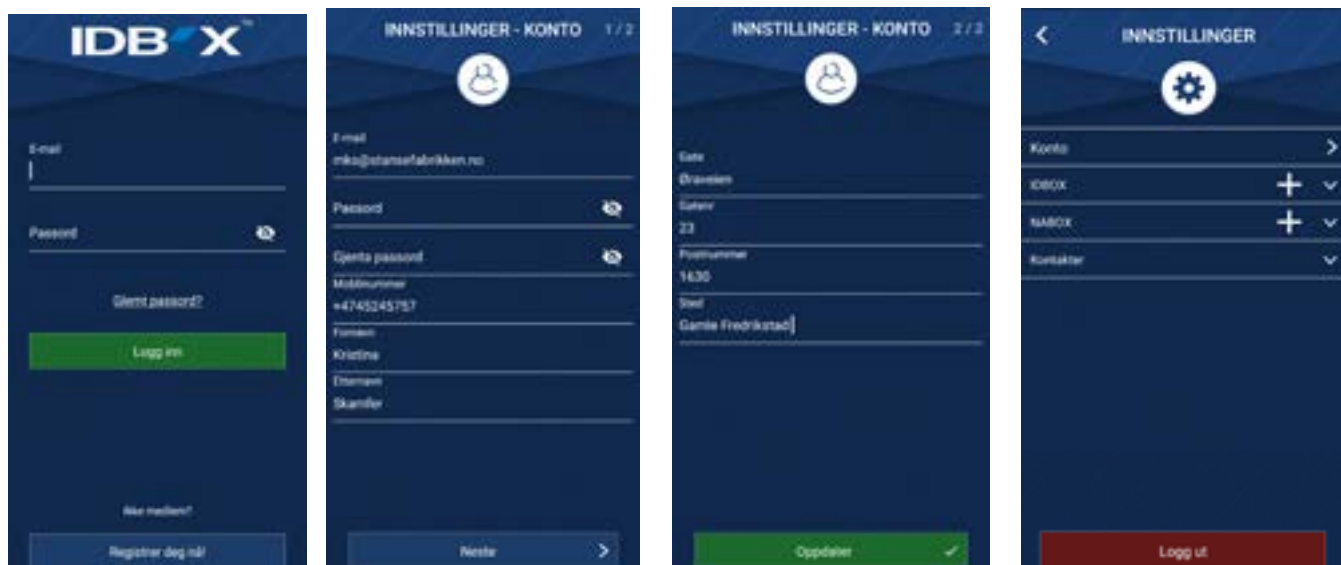 IDBOX™
E-mail
Passord
Glemt passord?
Logg inn
Ikke medlem?
Registrer deg nå!
INNSTILLINGER - KONTO 1/2
E-mail
mks@stansefabrikken.no
Passord
Gjenta passord
Mobilnummer
+4745245757
Fornavn
Kristina
Etternavn
Skarnfer
Neste
INNSTILLINGER - KONTO 2/2
Gate
Øraveien
Gatenr
23
Postnummer
1630
Sted
Gamle Fredrikstad
Oppdater
INNSTILLINGER
Konto
IDBOX
NABOX
Kontakter
Logg ut